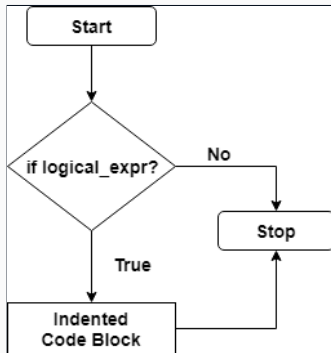 Start
if logical_expr?
No
Stop
True
Indented
Code Block